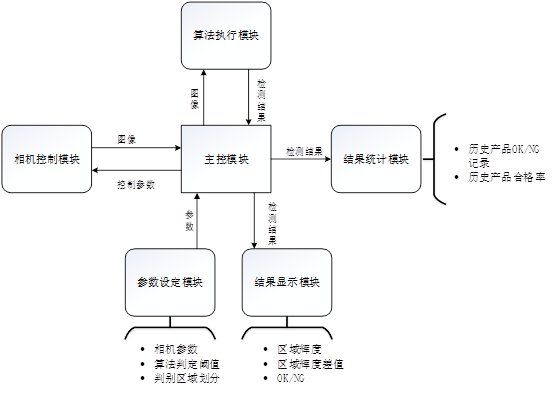 算法执行模块
图像
检测结果
相机控制模块
图像
控制参数
主控模块
检测结果
结果统计模块
• 历史产品OK/NG
记录
• 历史产品合格率
参数
检测结果
参数设定模块
结果显示模块
• 相机参数
• 算法判定阈值
• 判别区域划分
• 区域辉度
• 区域辉度差值
• OK/NG